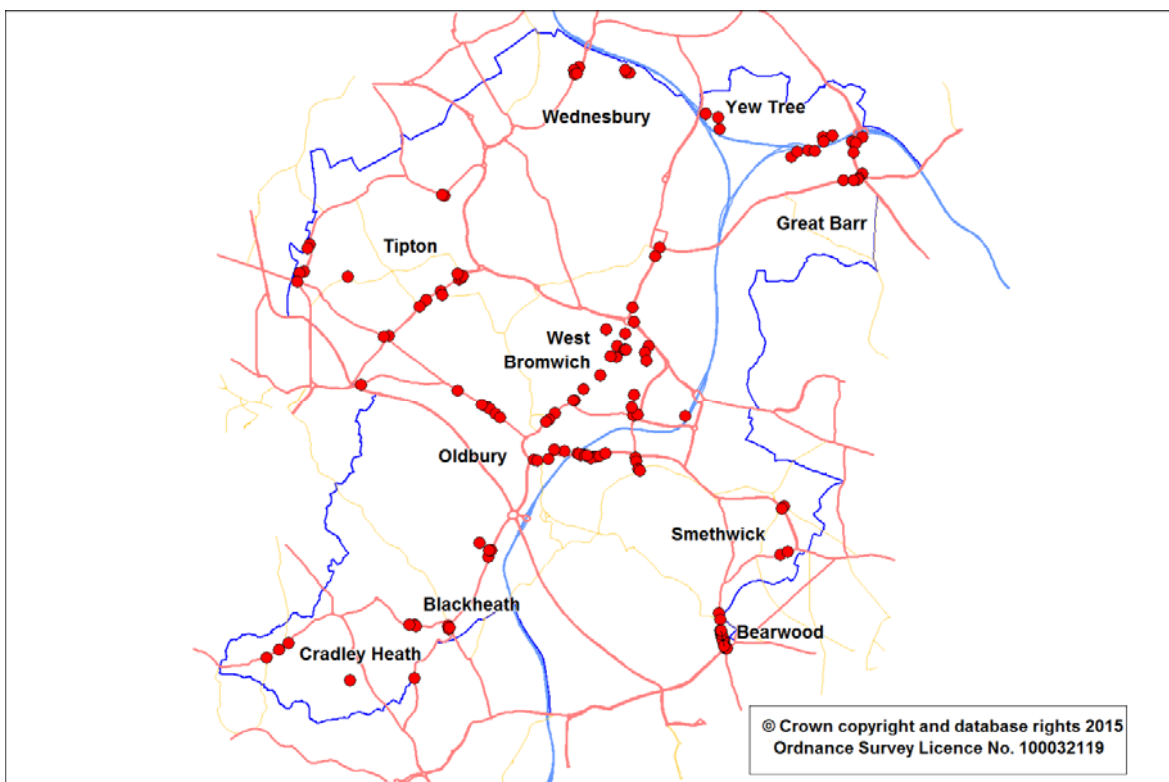 Wednesbury
Yew Tree
Great Barr
Tipton
West
Bromwich
Oldbury
Smethwick
Blackheath
Bearwood
Cradley Heath
© Crown copyright and database rights 2015
Ordnance Survey Licence No. 100032119